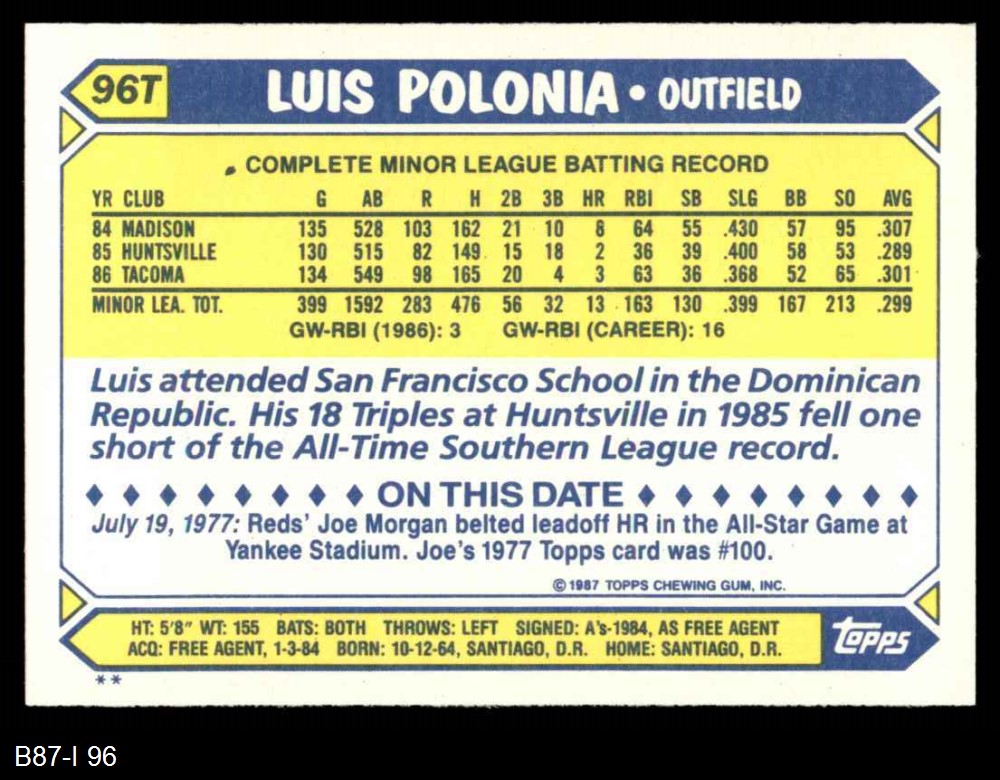 96T LUIS POLONIA • OUTFIELD
COMPLETE MINOR LEAGUE BATTING RECORD
YR CLUB G AB R H 2B 3B HR RBI SB SLG BB SO AVG
84 MADISON 135 528 103 162 21 10 8 64 55 .430 57 95 .307
85 HUNTSVILLE 130 515 82 149 15 18 2 36 39 .400 58 53 .289
86 TACOMA 134 549 98 165 20 4 3 63 36 .368 52 65 .301
MINOR LEA. TOT. 399 1592 283 476 56 32 13 163 130 .399 167 213 .299
GW-RBI (1986): 3 GW-RBI (CAREER): 16
Luis attended San Francisco School in the Dominican
Republic. His 18 Triples at Huntsville in 1985 fell one
short of the All-Time Southern League record.
ON THIS DATE
July 19, 1977: Reds' Joe Morgan belted leadoff HR in the All-Star Game at
Yankee Stadium. Joe's 1977 Topps card was #100.
© 1987 TOPPS CHEWING GUM, INC.
HT: 5'8" WT: 155 BATS: BOTH THROWS: LEFT SIGNED: A's-1984, AS FREE AGENT
ACQ: FREE AGENT, 1-3-84 BORN: 10-12-64, SANTIAGO, D.R. HOME: SANTIAGO, D.R.
topps
**
B87-I 96